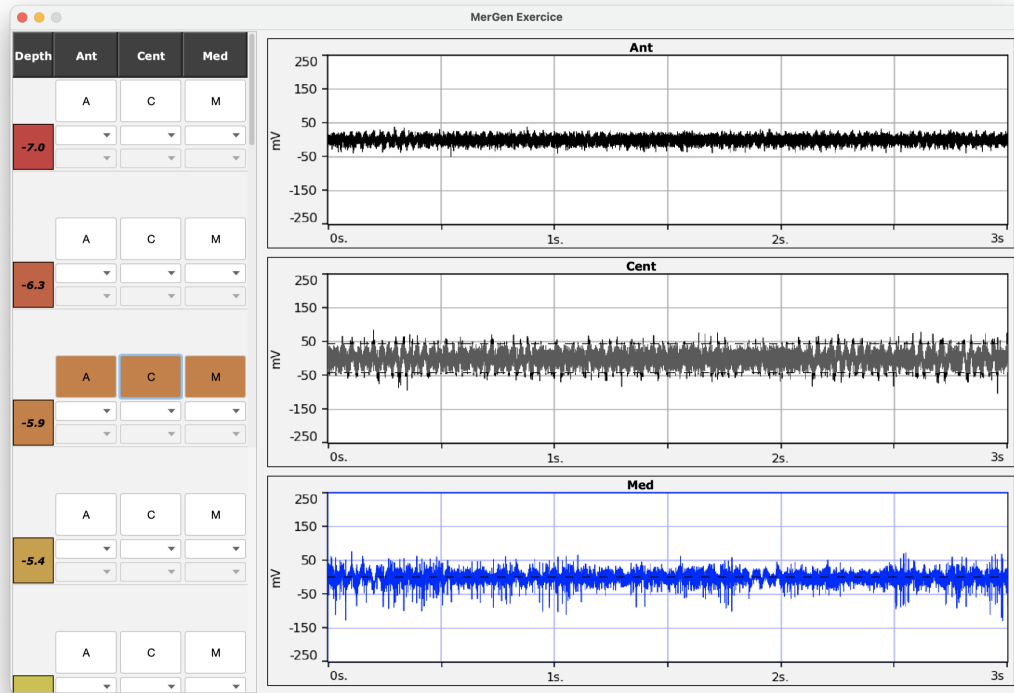 MerGen Exercice
Depth Ant Cent Med
A C M
-7.0
A C M
-6.3
A C M
-5.9
A C M
-5.4
A C M
Ant
250
150
50
-50
-150
-250
mV
0s. 1s. 2s. 3s
Cent
250
150
50
-50
-150
-250
mV
0s. 1s. 2s. 3s
Med
250
150
50
-50
-150
-250
mV
0s. 1s. 2s. 3s